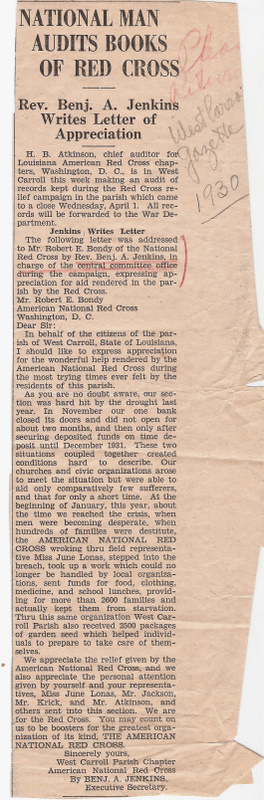 NATIONAL MAN
AUDITS BOOKS
OF RED CROSS
Rev. Benj. A. Jenkins
Writes Letter of
Appreciation
H. B. Atkinson, chief auditor for
Louisiana American Red Cross chap-
ters, Washington, D. C., is in West
Carroll this week making an audit of
records kept during the Red Cross re-
lief campaign in the parish which came
to a close Wednesday, April 1. All rec-
ords will be forwarded to the War De-
partment.
Jenkins Writes Letter
The following letter was addressed
to Mr. Robert E. Bondy of the National
Red Cross by Rev. Benj. A. Jenkins, in
charge of the central committee office
during the campaign, expressing ap-
preciation for aid rendered in the par-
ish by the Red Cross.
Mr. Robert E. Bondy
American National Red Cross
Washington, D. C.
Dear Sir:
In behalf of the citizens of the par-
ish of West Carroll, State of Louisiana,
I should like to express appreciation
for the wonderful help rendered by the
American National Red Cross during
the most trying times ever felt by the
residents of this parish.
As you are no doubt aware, our sec-
tion was hard hit by the drought last
year. In November our one bank
closed its doors and did not open for
about two months, and then only after
securing deposited funds on time de-
posit until December 1931. These two
situations coupled together created
conditions hard to describe. Our
churches and civic organizations arose
to meet the situation but were able to
aid only comparatively few sufferers,
and that for only a short time. At the
beginning of January, this year, about
the time we reached the crisis, when
men were becoming desperate, when
hundreds of families were destitute,
the AMERICAN NATIONAL RED
CROSS wroking thru field representa-
tive Miss June Lonas, stepped into the
breach, took up a work which could no
longer be handled by local organiza-
tions, sent funds for food, clothing,
medicine, and school lunches, provid-
ing for more than 2600 families and
actually kept them from starvation.
Thru this same organization West Car-
roll Parish also received 2500 packages
of garden seed which helped individ-
uals to prepare to take care of them-
selves.
We appreciate the relief given by the
American National Red Cross, and we
also appreciate the personal attention
given by yourself and your representa-
tives, Miss June Lonas, Mr. Jackson,
Mr. Krick, and Mr. Atkinson, and
others sent into this section. We are
for the Red Cross. You may count on
us to be boosters for the greatest organ-
ization of its kind, THE AMERICAN
NATIONAL RED CROSS.
Sincerely yours,
West Carroll Parish Chapter
American National Red Cross
By BENJ. A. JENKINS,
Executive Secretary.
West
Gazette
1930